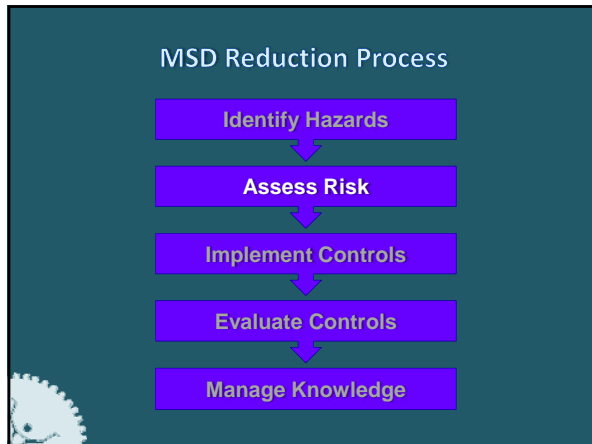 MSD Reduction Process
Identify Hazards
Assess Risk
Implement Controls
Evaluate Controls
Manage Knowledge